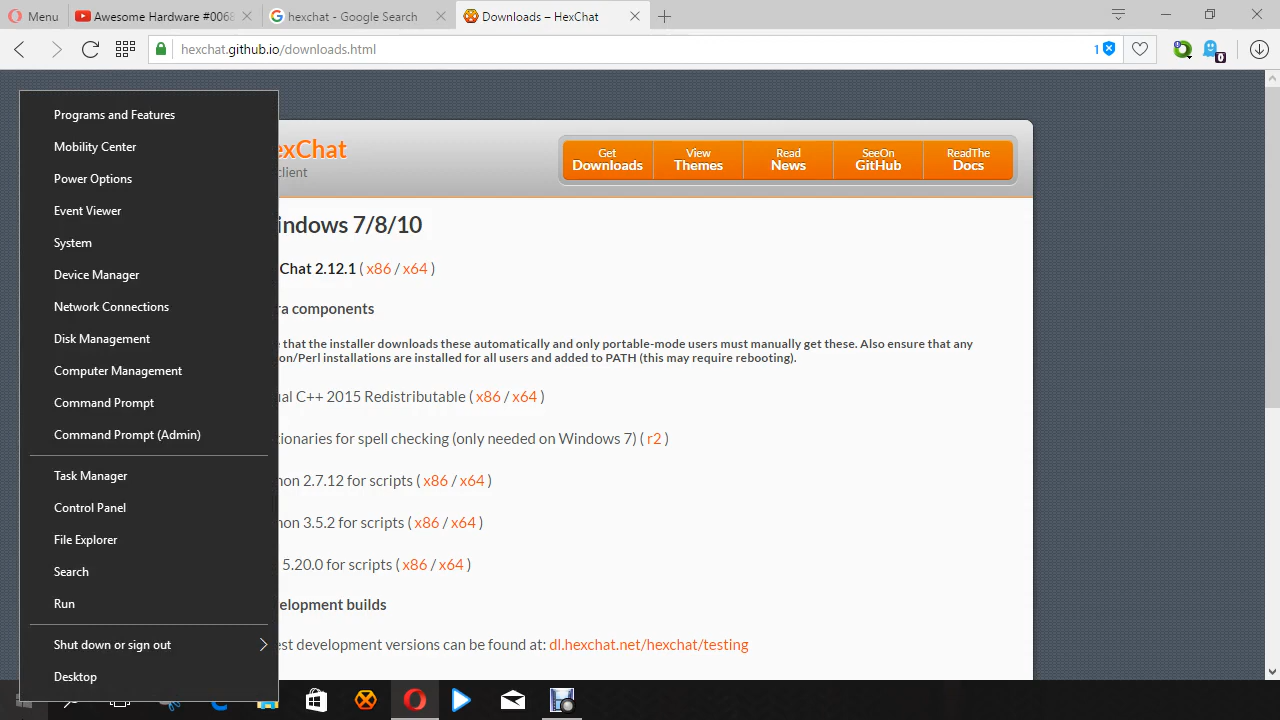 Menu
Awesome Hardware #0068
hexchat - Google Search
Downloads – HexChat
hexchat.github.io/downloads.html
1
0
Programs and Features
Mobility Center
Power Options
Event Viewer
System
Device Manager
Network Connections
Disk Management
Computer Management
Command Prompt
Command Prompt (Admin)
Task Manager
Control Panel
File Explorer
Search
Run
Shut down or sign out
Desktop
exChat
client
Get Downloads
View Themes
Read News
SeeOn GitHub
ReadThe Docs
indows 7/8/10
Chat 2.12.1 ( x86 / x64 )
ra components
e that the installer downloads these automatically and only portable-mode users must manually get these. Also ensure that any
on/Perl installations are installed for all users and added to PATH (this may require rebooting).
ual C++ 2015 Redistributable ( x86 / x64 )
tionaries for spell checking (only needed on Windows 7) ( r2 )
hon 2.7.12 for scripts ( x86 / x64 )
hon 3.5.2 for scripts ( x86 / x64 )
5.20.0 for scripts ( x86 / x64 )
elopment builds
est development versions can be found at: dl.hexchat.net/hexchat/testing